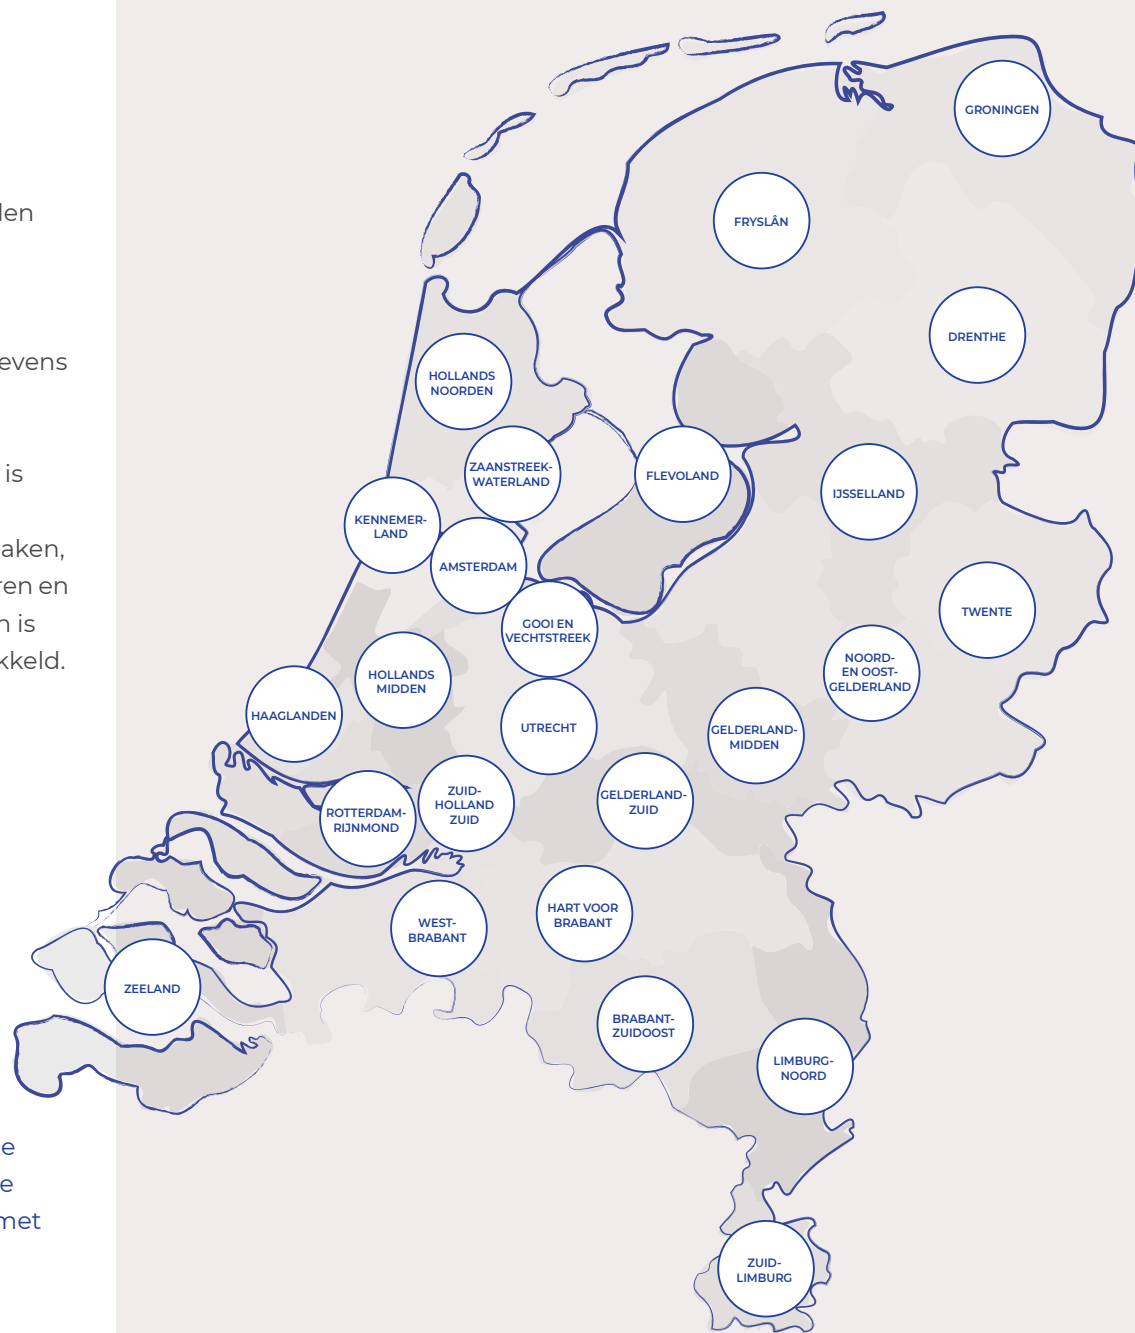 len
evens
is
aken,
ren en
n is
kkeld.
e
e
met
GRONINGEN
FRYSLÂN
DRENTHE
HOLLANDS
NOORDEN
ZAANSTREEK-
WATERLAND
FLEVOLAND
IJSSELLAND
KENNEMER-
LAND
AMSTERDAM
TWENTE
GOOI EN
VECHTSTREEK
NOORD-
EN OOST-
GELDERLAND
HOLLANDS
MIDDEN
HAAGLANDEN
UTRECHT
GELDERLAND-
MIDDEN
ZUID-
HOLLAND
ZUID
GELDERLAND-
ZUID
ROTTERDAM-
RIJNMOND
WEST-
BRABANT
HART VOOR
BRABANT
ZEELAND
BRABANT-
ZUIDOOST
LIMBURG-
NOORD
ZUID-
LIMBURG